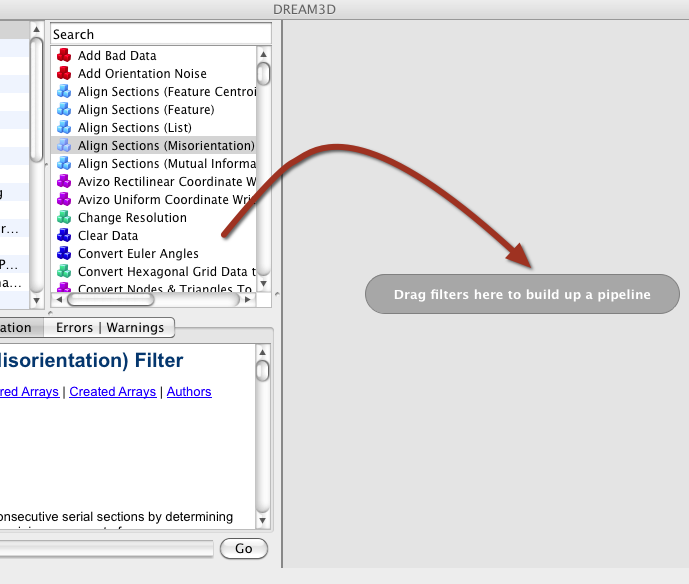 DREAM3D
Search
Add Bad Data
Add Orientation Noise
Align Sections (Feature Centroi
Align Sections (Feature)
Align Sections (List)
Align Sections (Misorientation)
Align Sections (Mutual Informa
Avizo Rectilinear Coordinate W
Avizo Uniform Coordinate Wri
Change Resolution
Clear Data
Convert Euler Angles
Convert Hexagonal Grid Data t
Convert Nodes & Triangles To
g
r...
P...
na...
Drag filters here to build up a pipeline
ation
Errors | Warnings
lisorientation) Filter
red Arrays | Created Arrays | Authors
onsecutive serial sections by determining
Go